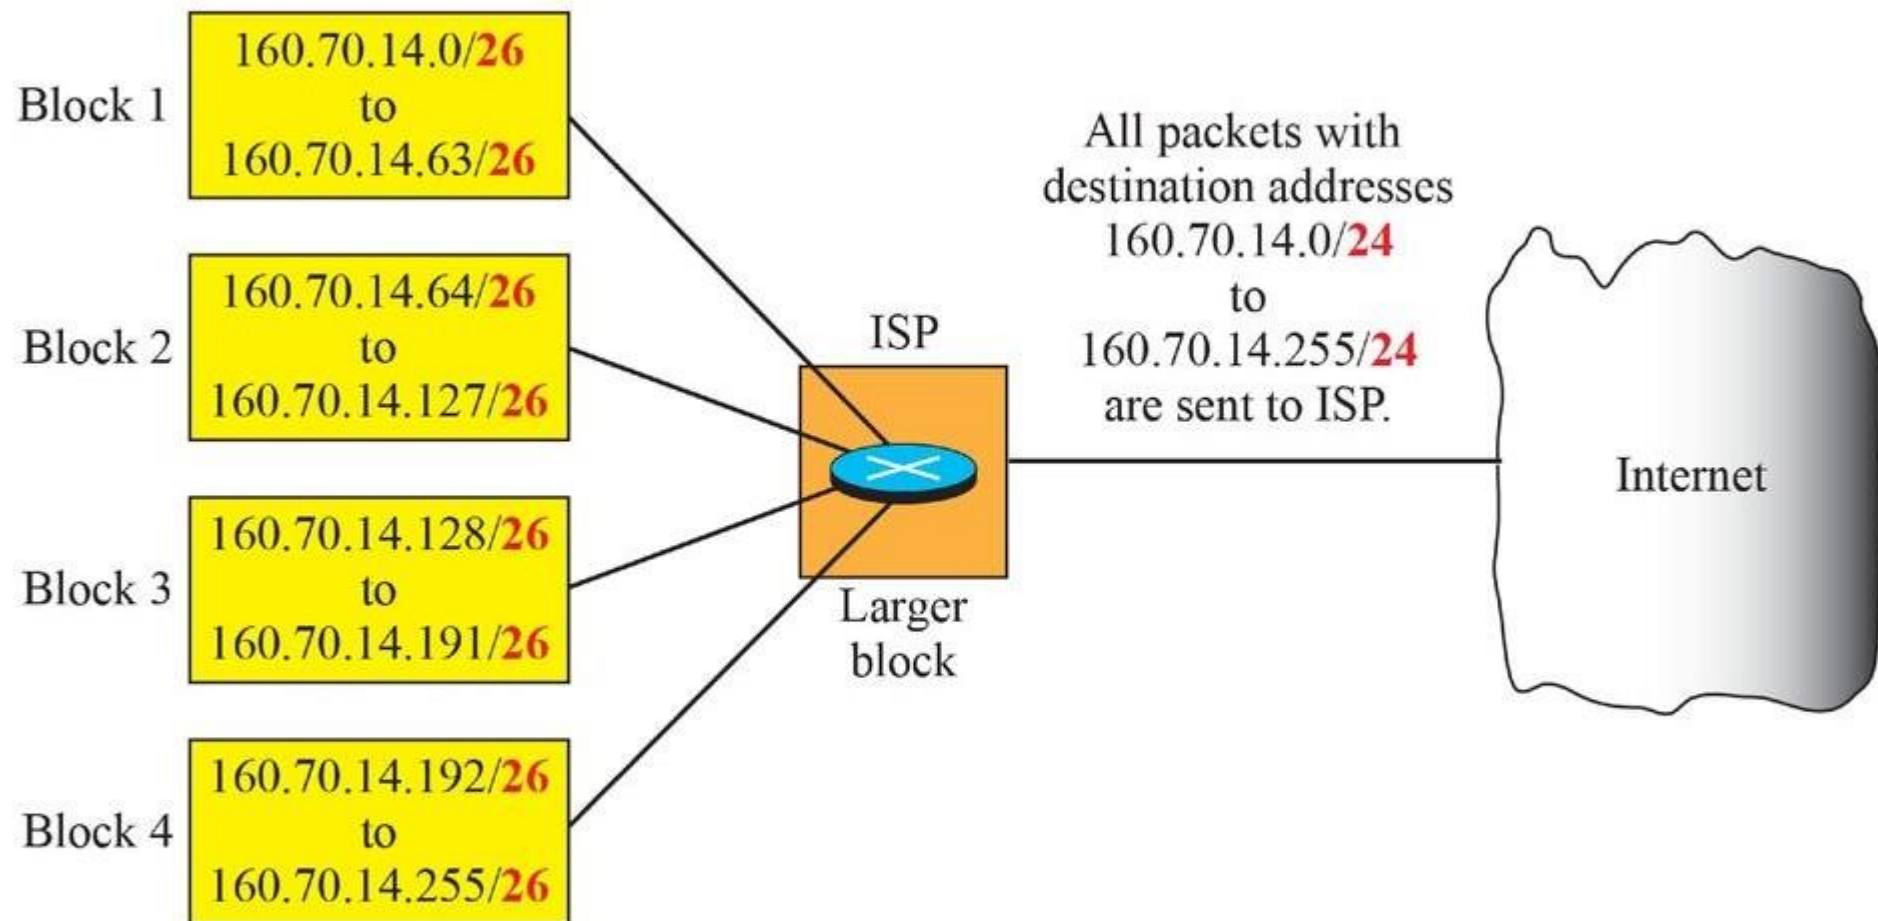 Block 1
160.70.14.0/26
to
160.70.14.63/26
Block 2
160.70.14.64/26
to
160.70.14.127/26
Block 3
160.70.14.128/26
to
160.70.14.191/26
Block 4
160.70.14.192/26
to
160.70.14.255/26
ISP
Larger
block
All packets with
destination addresses
160.70.14.0/24
to
160.70.14.255/24
are sent to ISP.
Internet